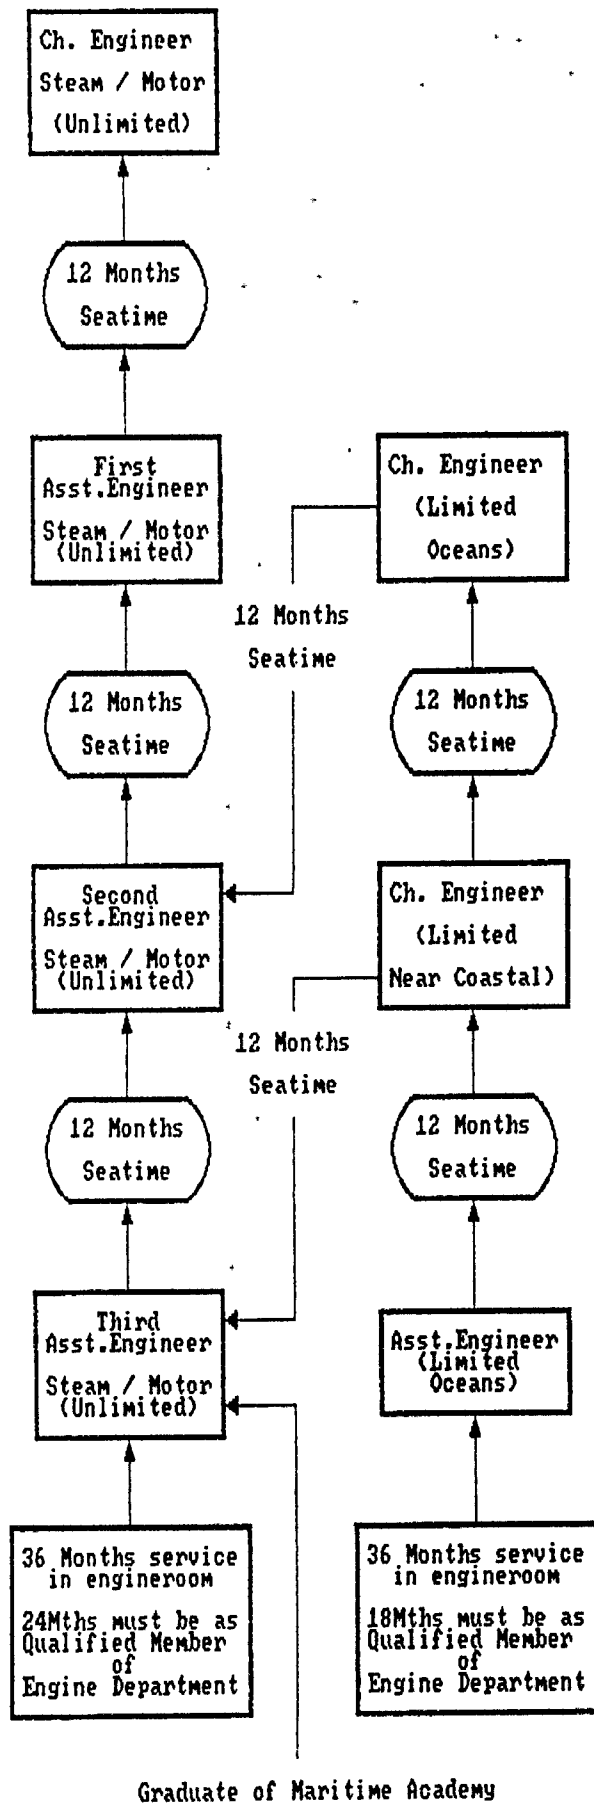 Ch. Engineer
Steam / Motor
(Unlimited)
12 Months
Seatime
First
Asst.Engineer
Steam / Motor
(Unlimited)
Ch. Engineer
(Limited
Oceans)
12 Months
Seatime
12 Months
Seatime
12 Months
Seatime
Second
Asst.Engineer
Steam / Motor
(Unlimited)
Ch. Engineer
(Limited
Near Coastal)
12 Months
Seatime
12 Months
Seatime
12 Months
Seatime
Third
Asst.Engineer
Steam / Motor
(Unlimited)
Asst.Engineer
(Limited
Oceans)
36 Months service
in engineroom
24Mths must be as
Qualified Member
of
Engine Department
36 Months service
in engineroom
18Mths must be as
Qualified Member
of
Engine Department
Graduate of Maritime Academy